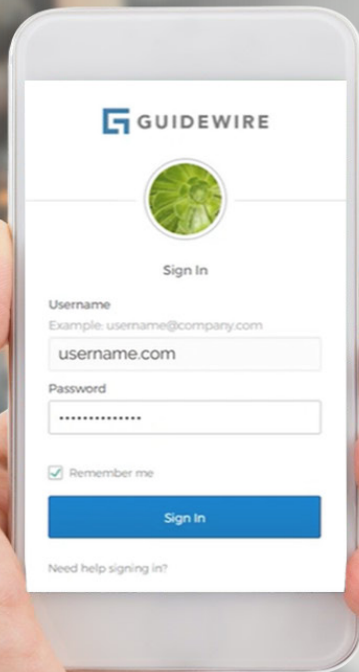 GUIDEWIRE
Sign In
Username
Example: username@company.com
username.com
Password
••••••••••••••
Remember me
Sign In
Need help signing in?